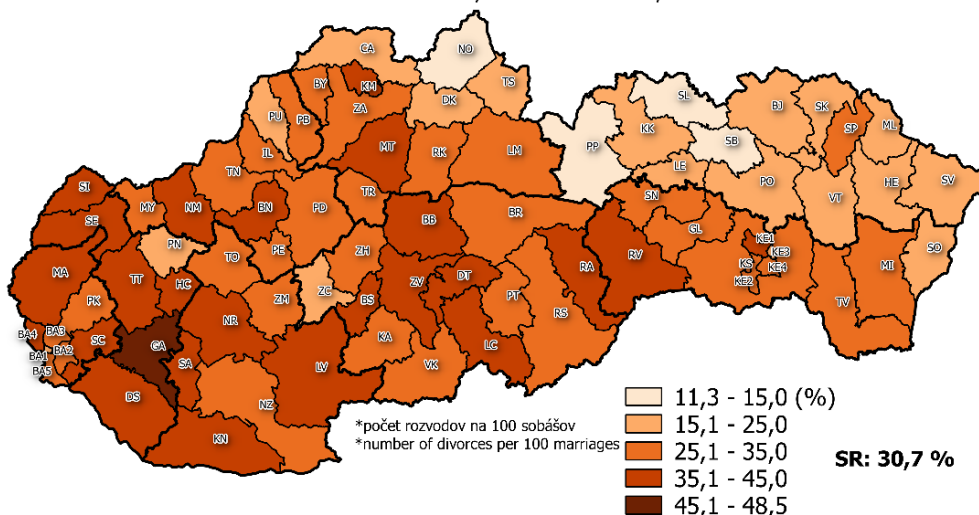 CA
NO
TS
BY
KM
DK
SL
BJ
SK
PU
PB
ZA
KK
SP
ML
IL
MT
RK
LM
PP
SB
TN
LE
PO
HE
SV
SI
MY
NM
BN
PD
TR
SN
VT
SE
BB
BR
GL
PN
PE
ZH
KE1
KE3
SO
MA
TT
TO
RV
KS
KE4
MI
HC
ZC
ZV
DT
RA
KE2
PK
ZM
BS
PT
TV
NR
RS
BA4
BA3
SC
GA
KA
BA1
BA2
SA
LV
VK
LC
BA5
DS
NZ
KN
*počet rozvodov na 100 sobášov
*number of divorces per 100 marriages
11,3 - 15,0 (%)
15,1 - 25,0
25,1 - 35,0
35,1 - 45,0
45,1 - 48,5
SR: 30,7 %